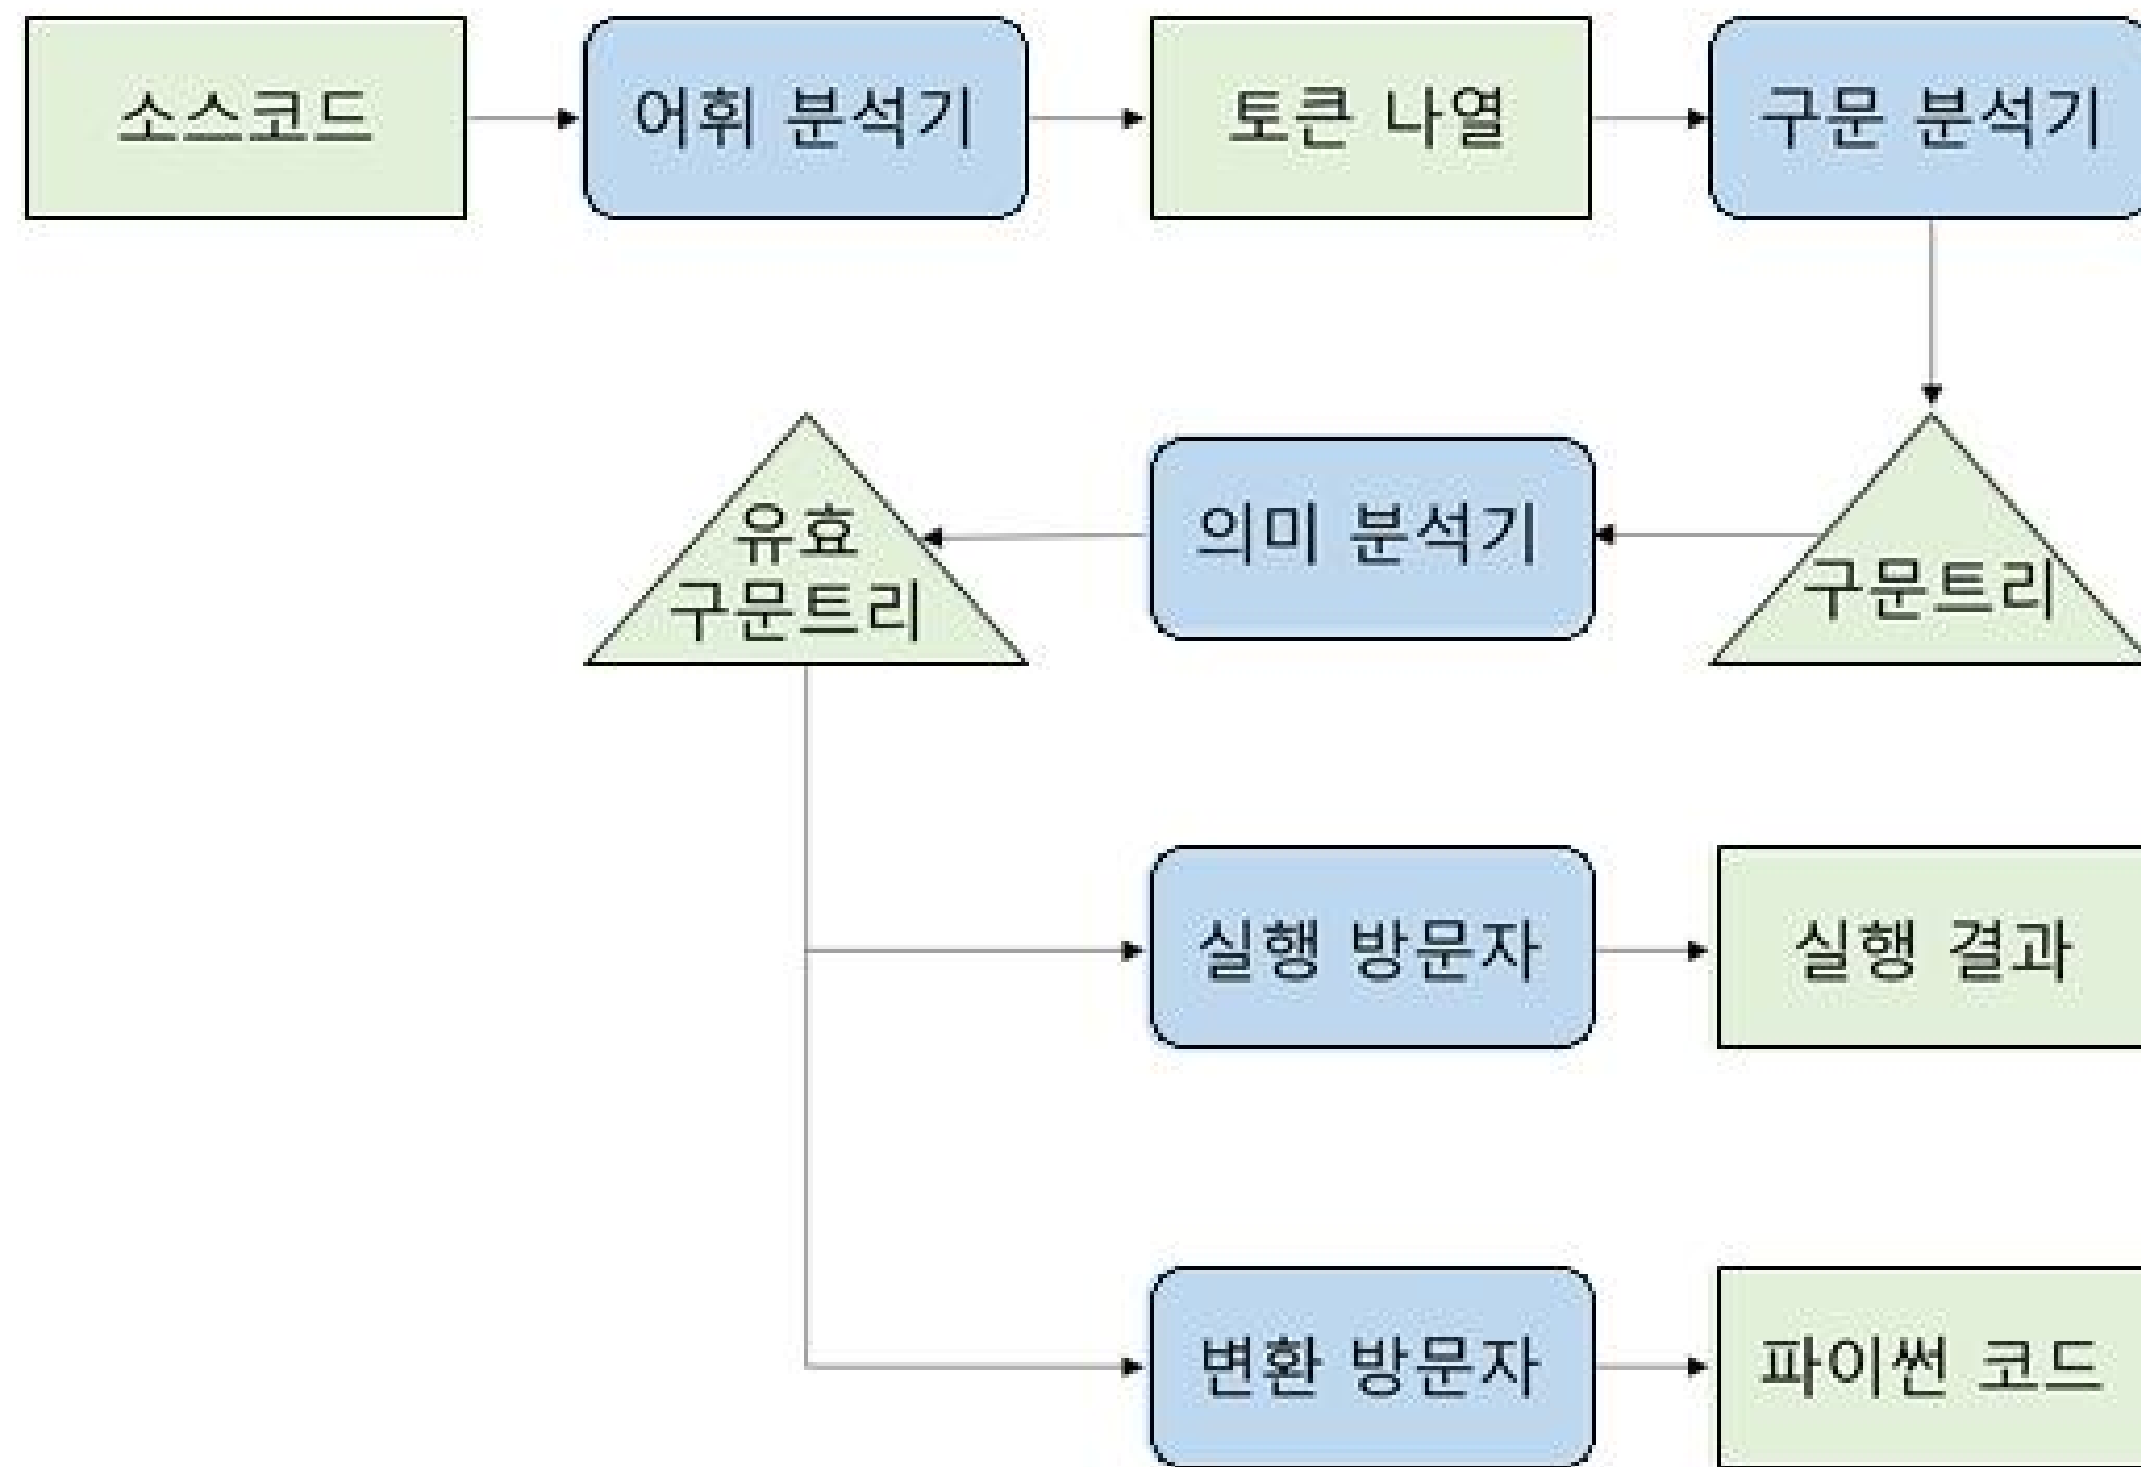 소스코드
어휘 분석기
토큰 나열
구문 분석기
유효
구문트리
의미 분석기
구문트리
실행 방문자
실행 결과
변환 방문자
파이썬 코드